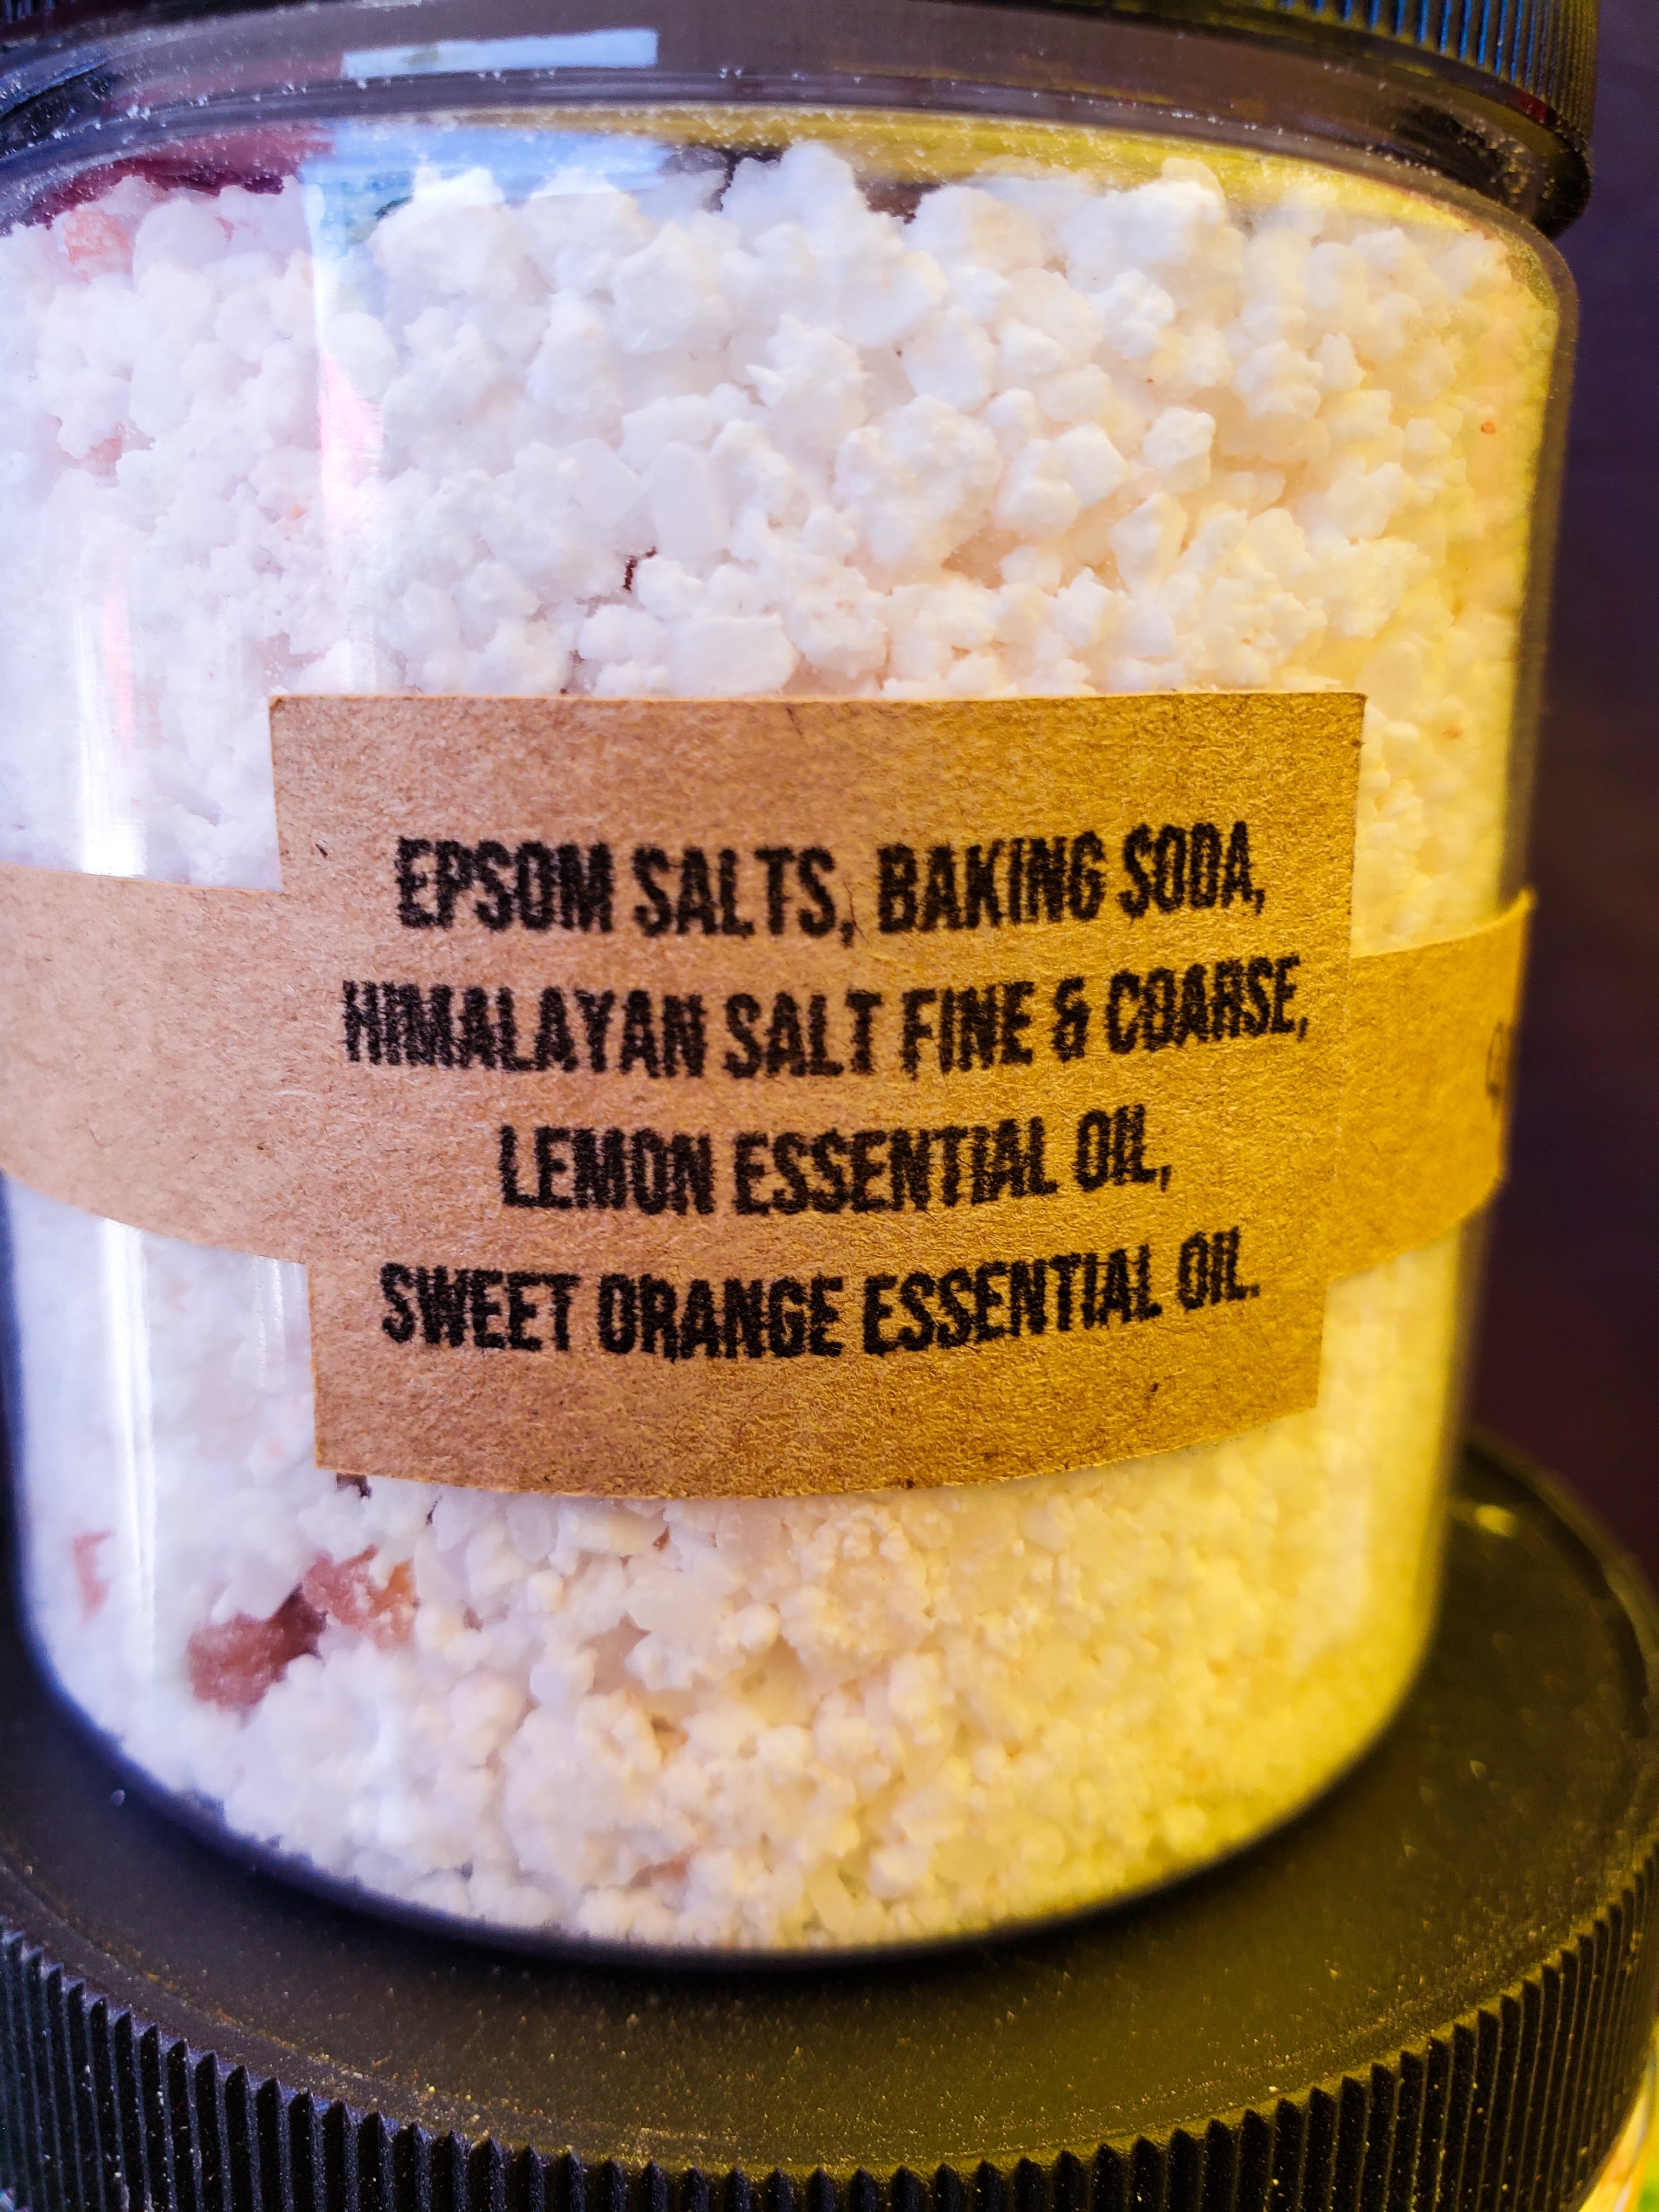 EPSOM SALTS, BAKING SODA,
HIMALAYAN SALT FINE & COARSE,
LEMON ESSENTIAL OIL,
SWEET ORANGE ESSENTIAL OIL.